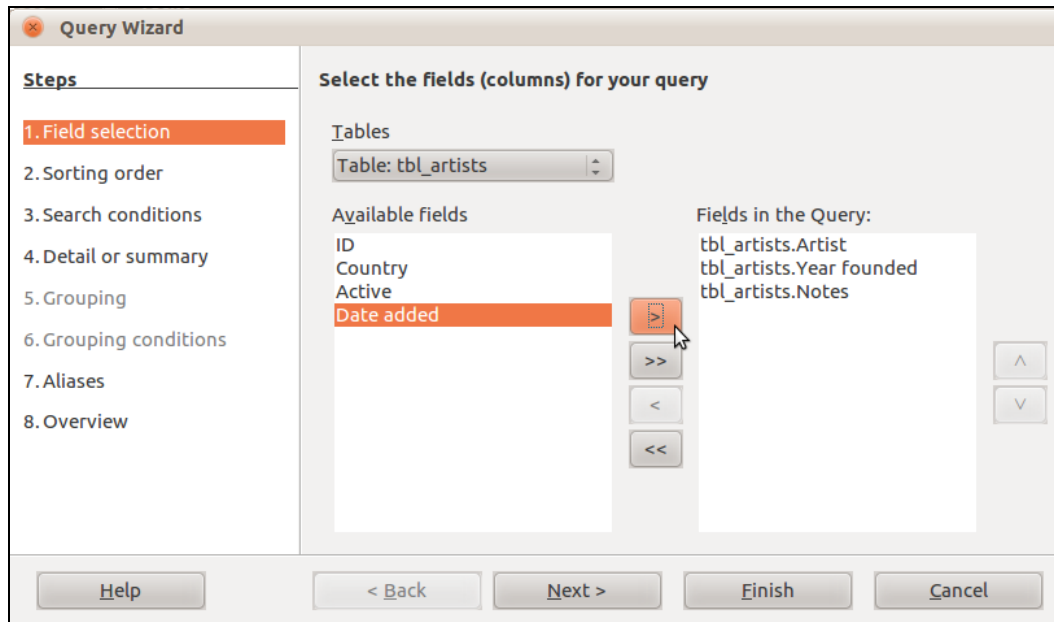 Query Wizard
Steps
1. Field selection
2. Sorting order
3. Search conditions
4. Detail or summary
5. Grouping
6. Grouping conditions
7. Aliases
8. Overview
Select the fields (columns) for your query
Tables
Table: tbl_artists
Available fields
ID
Country
Active
Date added
>
>>
<
<<
Fields in the Query:
tbl_artists.Artist
tbl_artists.Year founded
tbl_artists.Notes
Help
< Back
Next >
Finish
Cancel